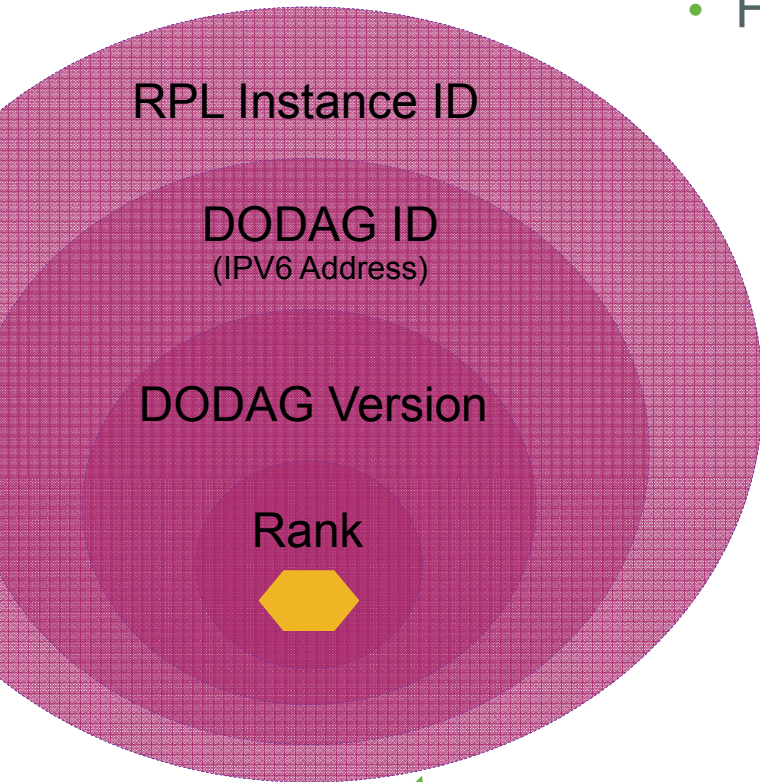 RPL Instance ID
DODAG ID
(IPV6 Address)
DODAG Version
Rank